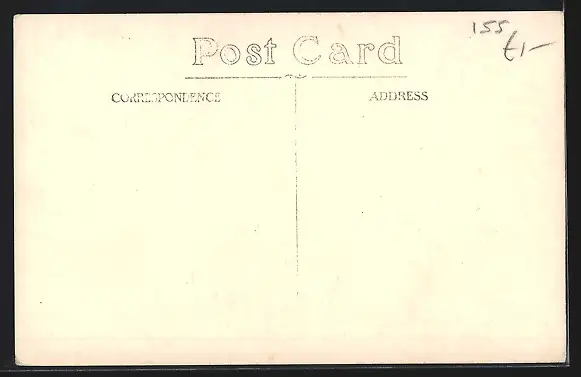 155
£1-
Post Card
CORRESPONDENCE
ADDRESS